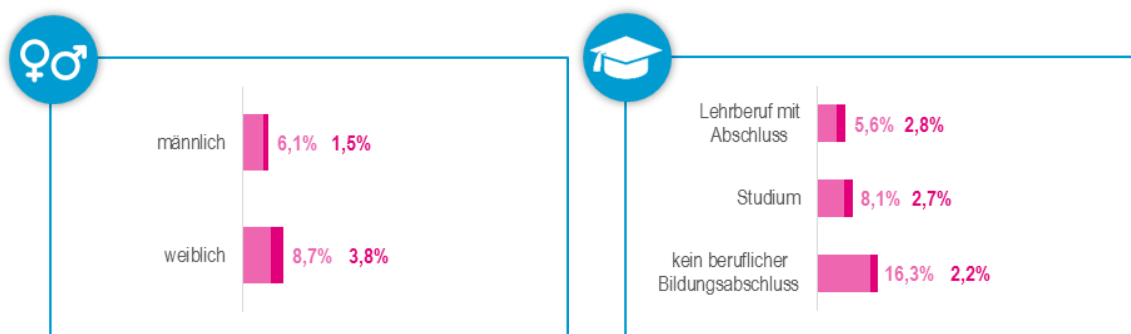 männlich
6,1% 1,5%
weiblich
8,7% 3,8%
Lehrberuf mit
Abschluss
5,6% 2,8%
Studium
8,1% 2,7%
kein beruflicher
Bildungsabschluss
16,3% 2,2%